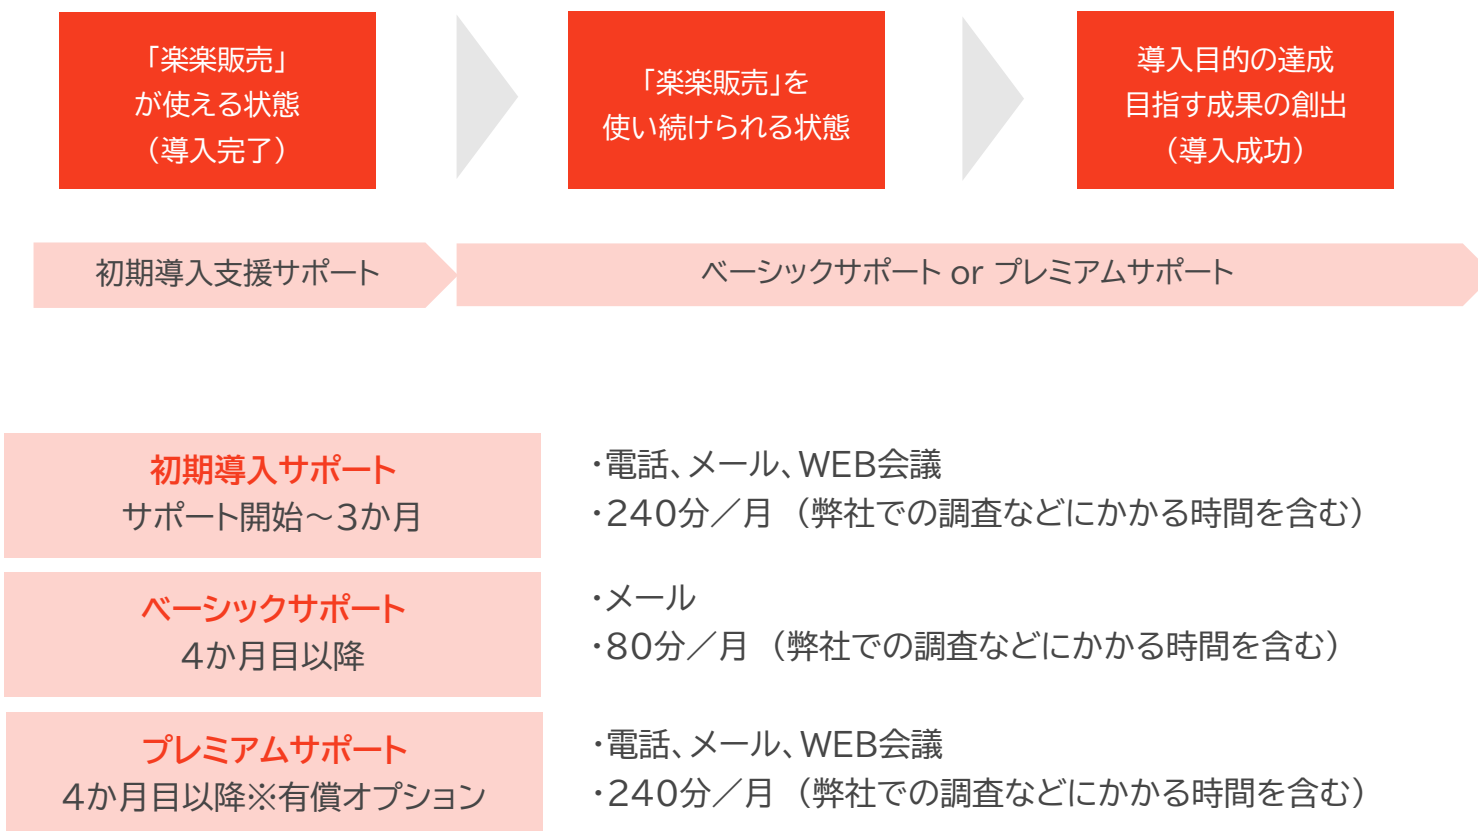 「楽楽販売」
が使える状態
（導入完了）
「楽楽販売」を
使い続けられる状態
導入目的の達成
目指す成果の創出
（導入成功）
初期導入支援サポート
ベーシックサポート or プレミアムサポート
初期導入サポート
サポート開始～3か月
・電話、メール、WEB会議
・240分／月（弊社での調査などにかかる時間を含む）
ベーシックサポート
4か月目以降
・メール
・80分／月（弊社での調査などにかかる時間を含む）
プレミアムサポート
4か月目以降※有償オプション
・電話、メール、WEB会議
・240分／月（弊社での調査などにかかる時間を含む）